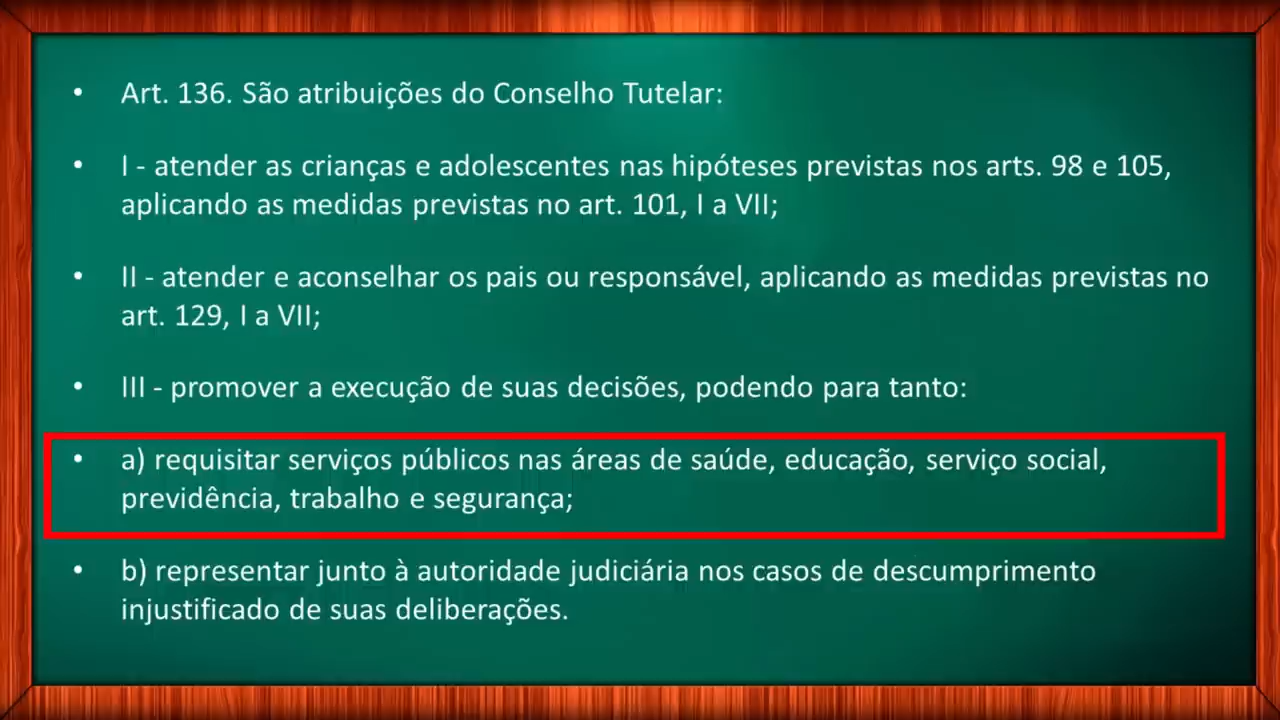 • Art. 136. São atribuições do Conselho Tutelar:
• I - atender as crianças e adolescentes nas hipóteses previstas nos arts. 98 e 105,
aplicando as medidas previstas no art. 101, I a VII;
• II - atender e aconselhar os pais ou responsável, aplicando as medidas previstas no
art. 129, I a VII;
• III - promover a execução de suas decisões, podendo para tanto:
• a) requisitar serviços públicos nas áreas de saúde, educação, serviço social,
previdência, trabalho e segurança;
• b) representar junto à autoridade judiciária nos casos de descumprimento
injustificado de suas deliberações.